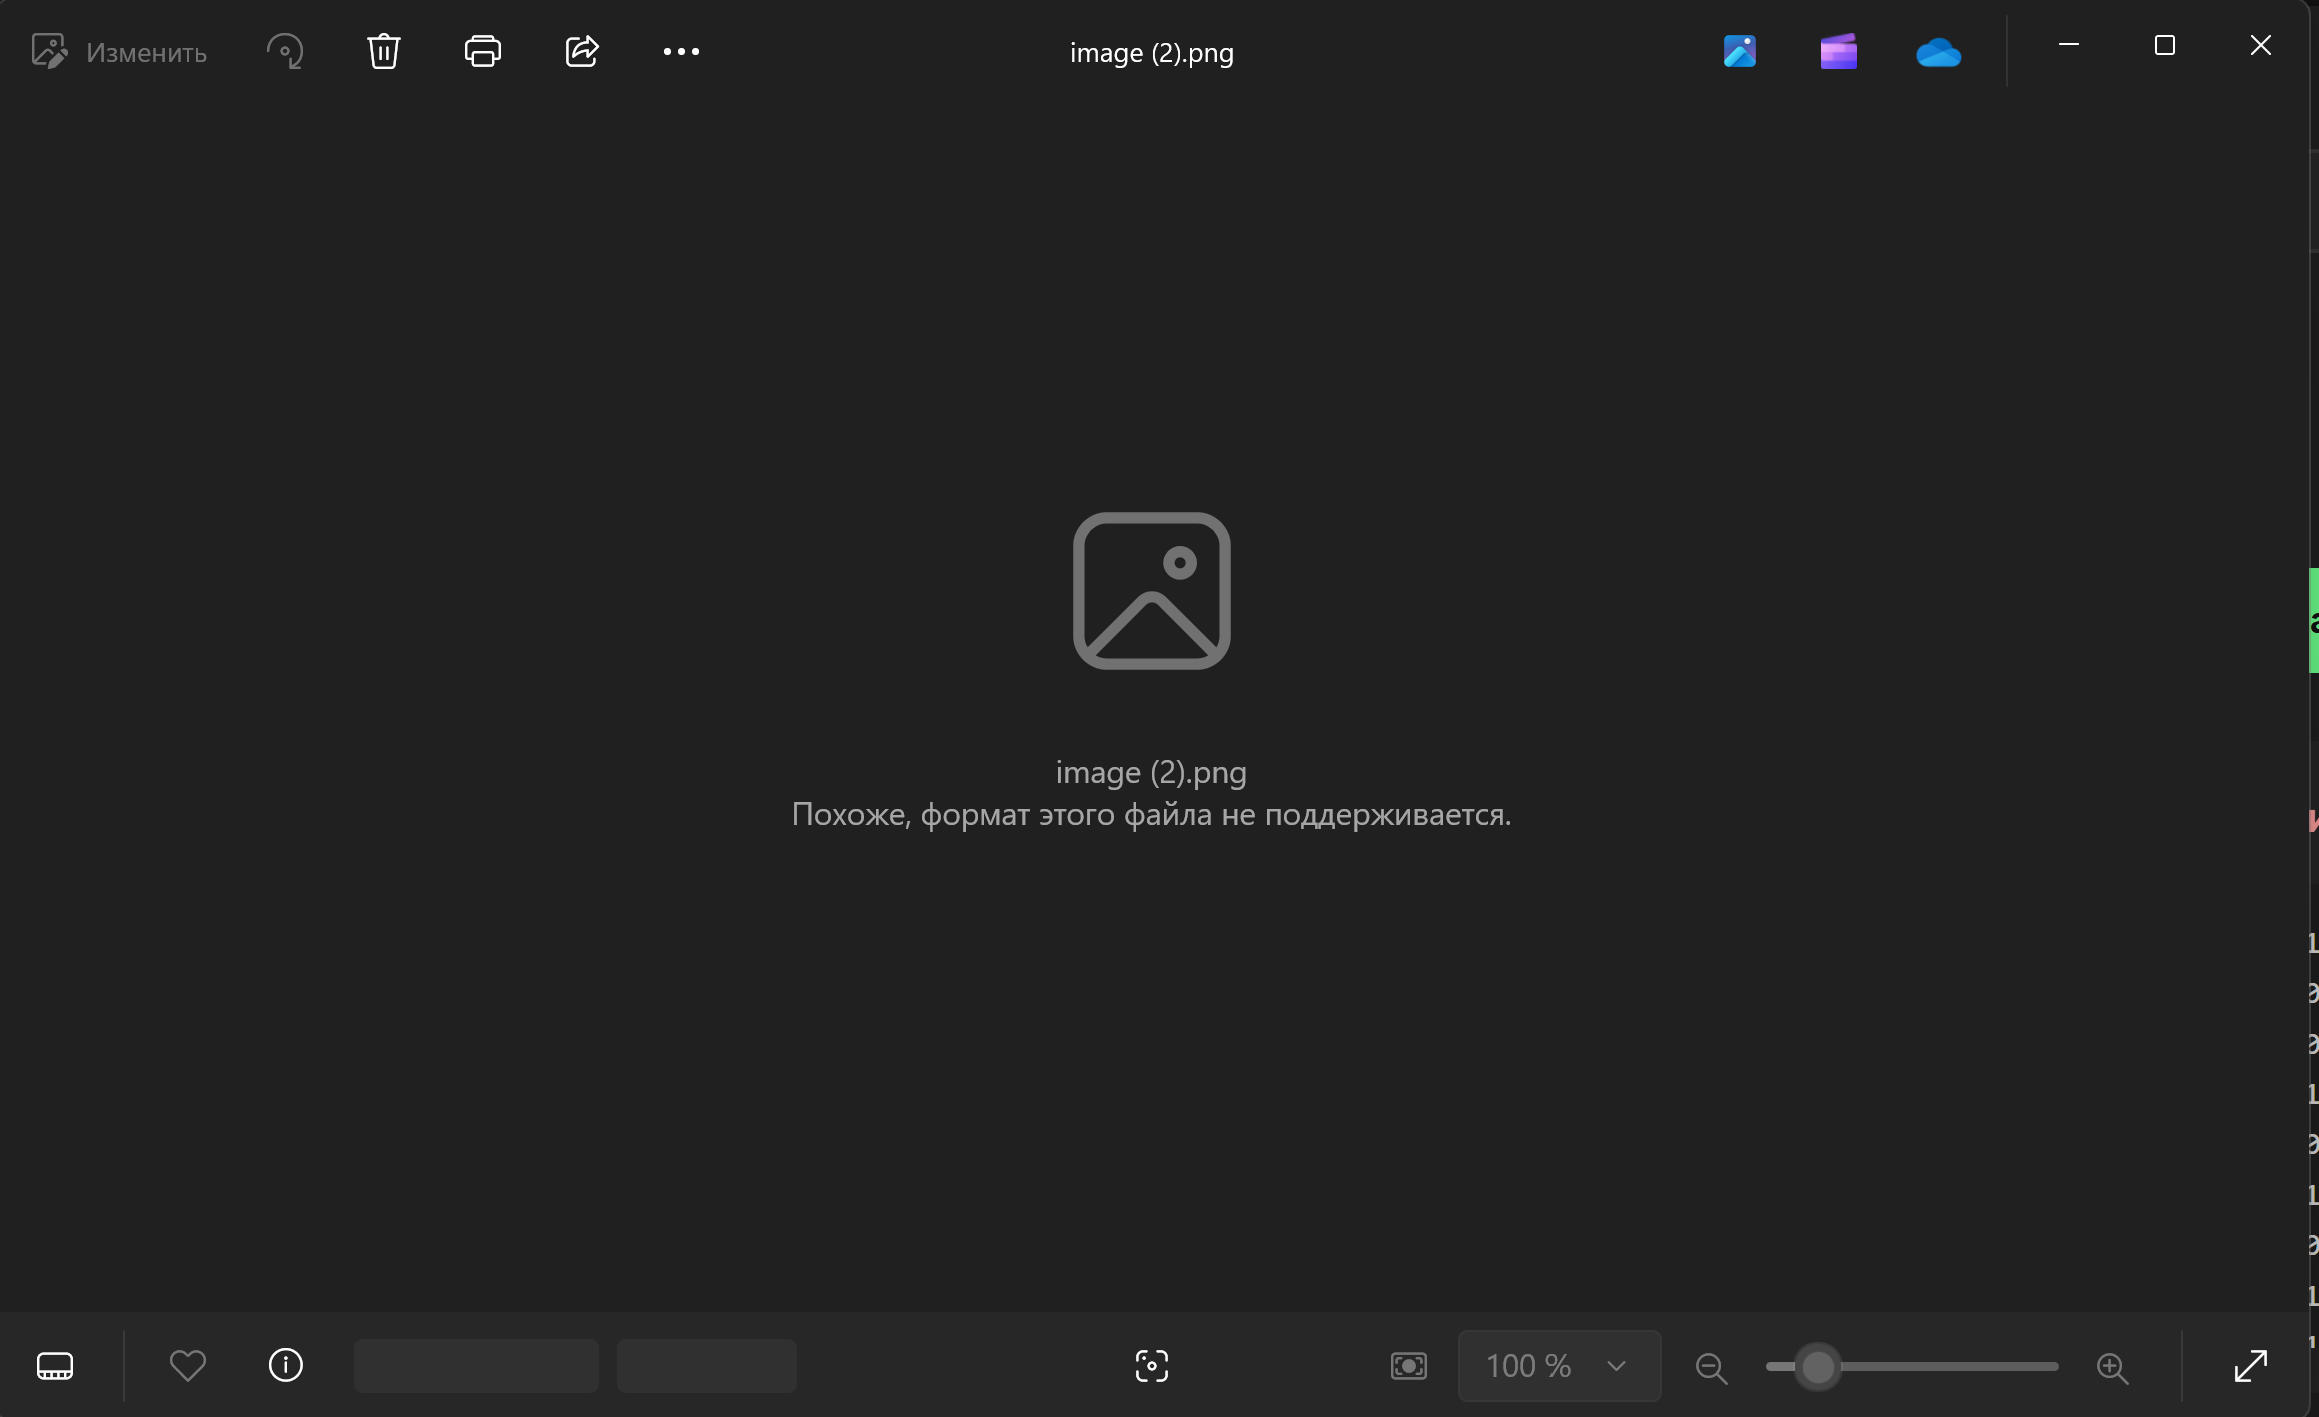 Изменить
image (2).png
image (2).png
Похоже, формат этого файла не поддерживается.
100 %